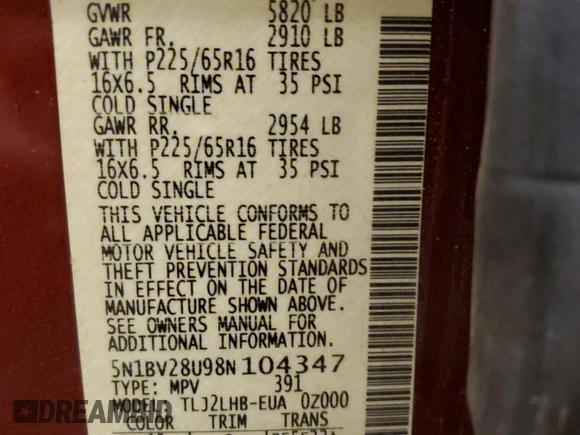 GVWR 5820 LB
GAWR FR. 2910 LB
WITH P225/65R16 TIRES
16X6.5 RIMS AT 35 PSI
COLD SINGLE
GAWR RR. 2954 LB
WITH P225/65R16 TIRES
16X6.5 RIMS AT 35 PSI
COLD SINGLE
THIS VEHICLE CONFORMS TO
ALL APPLICABLE FEDERAL
MOTOR VEHICLE SAFETY AND
THEFT PREVENTION STANDARDS
IN EFFECT ON THE DATE OF
MANUFACTURE SHOWN ABOVE.
SEE OWNERS MANUAL FOR
ADDITIONAL INFORMATION.
5N1BV28U98N104347
TYPE: MPV 391
MODEL: TLJ2LHB-EUA 0Z000
COLOR TRIM TRANS
DREAMBID